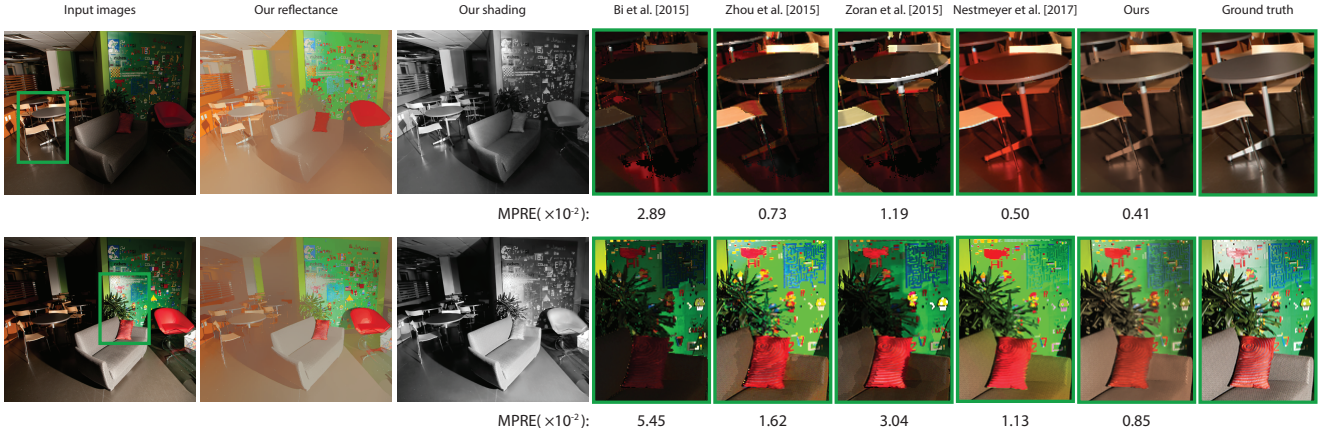 Input images Our reflectance Our shading Bi et al. [2015] Zhou et al. [2015] Zoran et al. [2015] Nestmeyer et al. [2017] Ours Ground truth
MPRE( ×10⁻²): 2.89 0.73 1.19 0.50 0.41
MPRE( ×10⁻²): 5.45 1.62 3.04 1.13 0.85